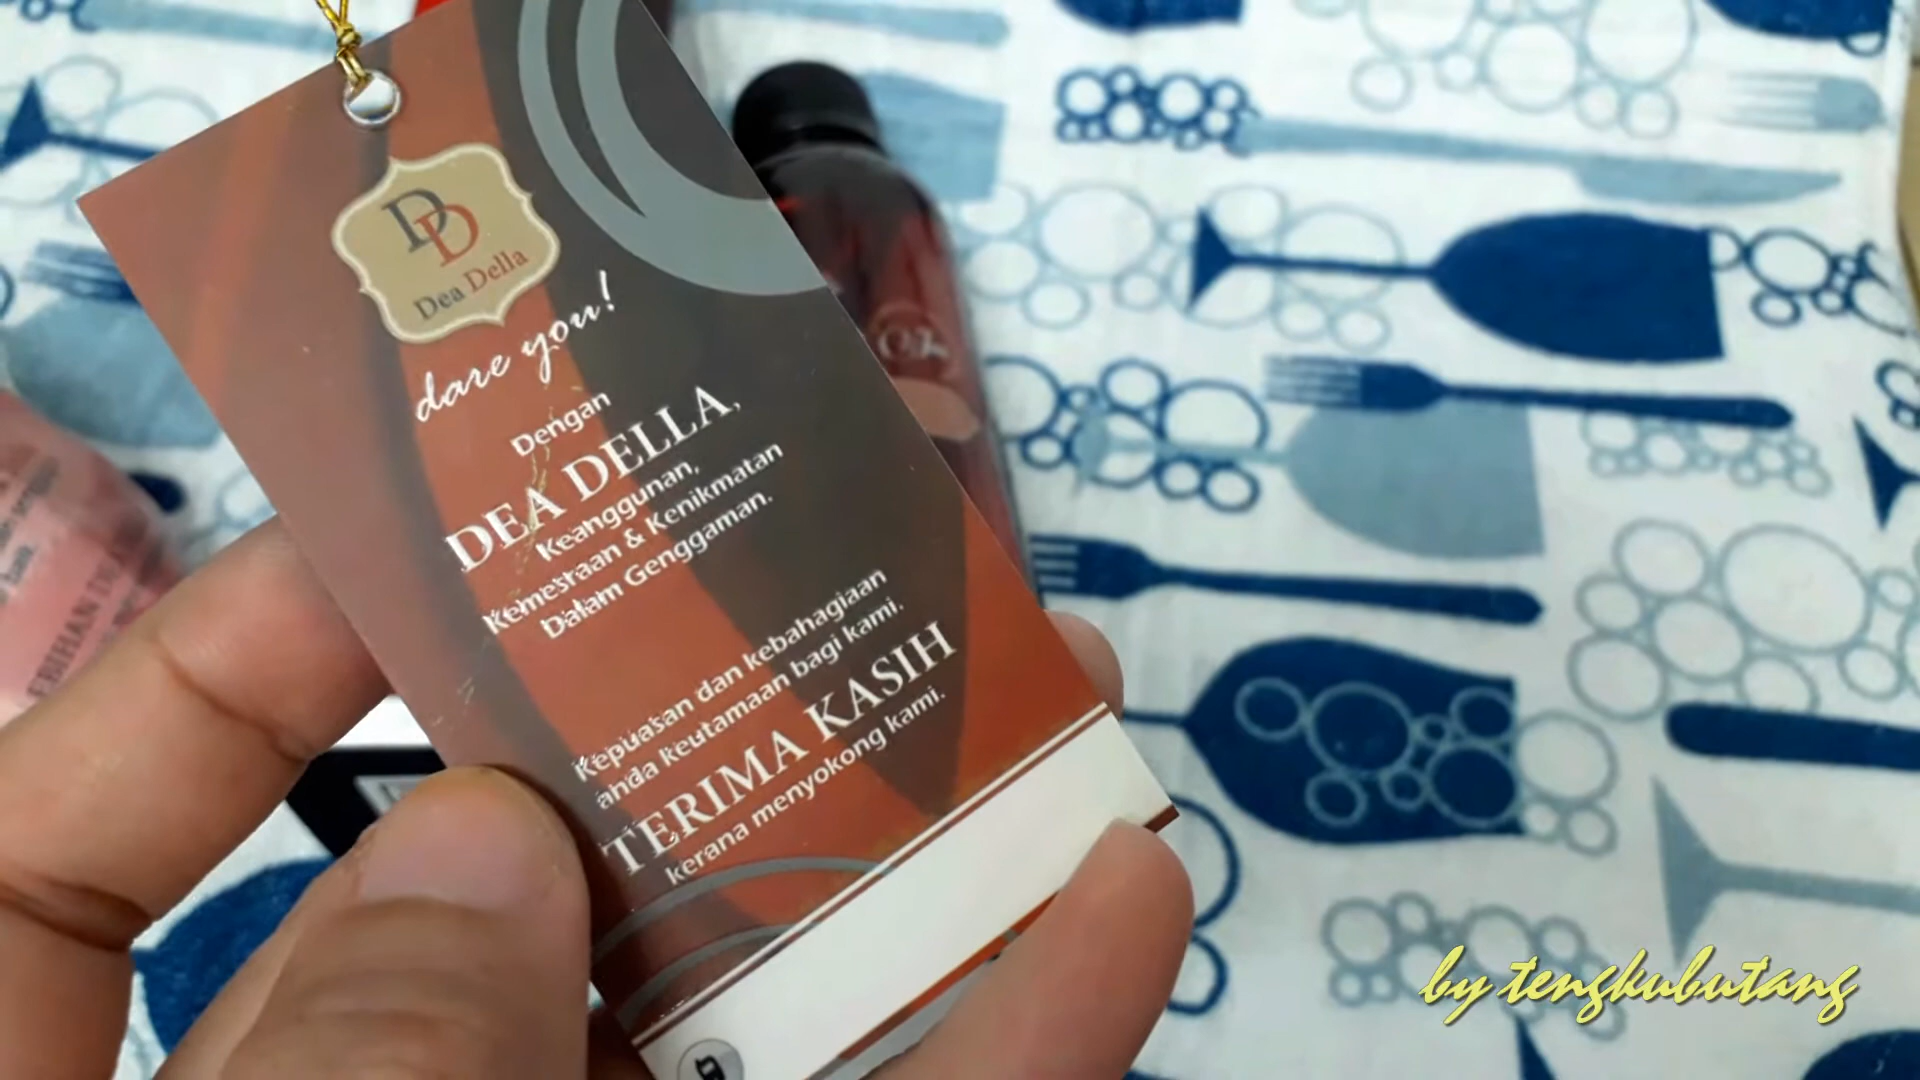 DD
Dea Della
dare you!
Dengan
DEA DELLA,
Keanggunan,
Kemesraan & Kenikmatan
Dalam Genggaman.
Kepuasan dan kebahagiaan
anda keutamaan bagi kami.
TERIMA KASIH
kerana menyokong kami.
by tengkubutang